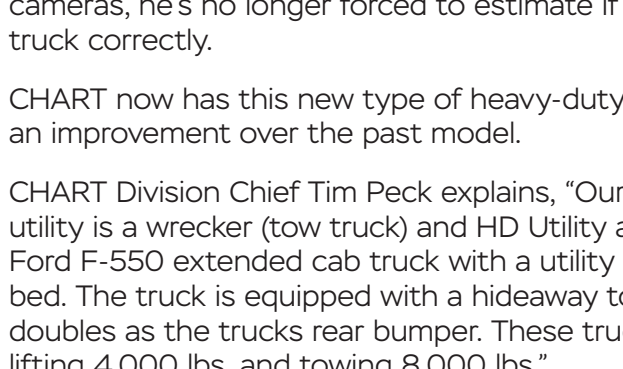 cameras, he's no longer forced to estimate if
truck correctly.
CHART now has this new type of heavy-duty
an improvement over the past model.
CHART Division Chief Tim Peck explains, “Our
utility is a wrecker (tow truck) and HD Utility a
Ford F-550 extended cab truck with a utility
bed. The truck is equipped with a hideaway to
doubles as the trucks rear bumper. These tru
lifting 4,000 lbs. and towing 8,000 lbs.”